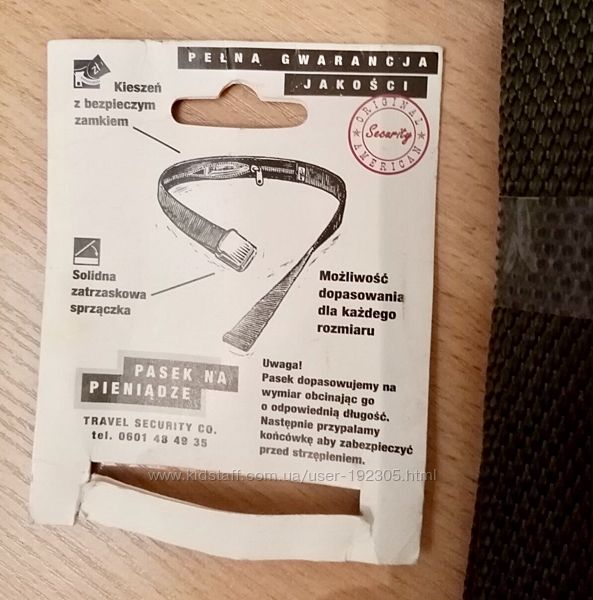 PEŁNA GWARANCJA
JAKOŚCI
zł
Kieszeń
z bezpiecznym
zamkiem
ORIGINAL
Security
AMERICAN
Solidna
zatrzaskowa
sprzączka
Możliwość
dopasowania
dla każdego
rozmiaru
PASEK NA
PIENIĄDZE
TRAVEL SECURITY CO.
tel. 0601 48 49 35
Uwaga!
Pasek dopasowujemy na
wymiar obcinając go
o odpowiednią długość.
Następnie przypalamy
końcówkę aby zabezpieczyć
przed strzępieniem.
www.kidstaff.com.ua/user-192305.html